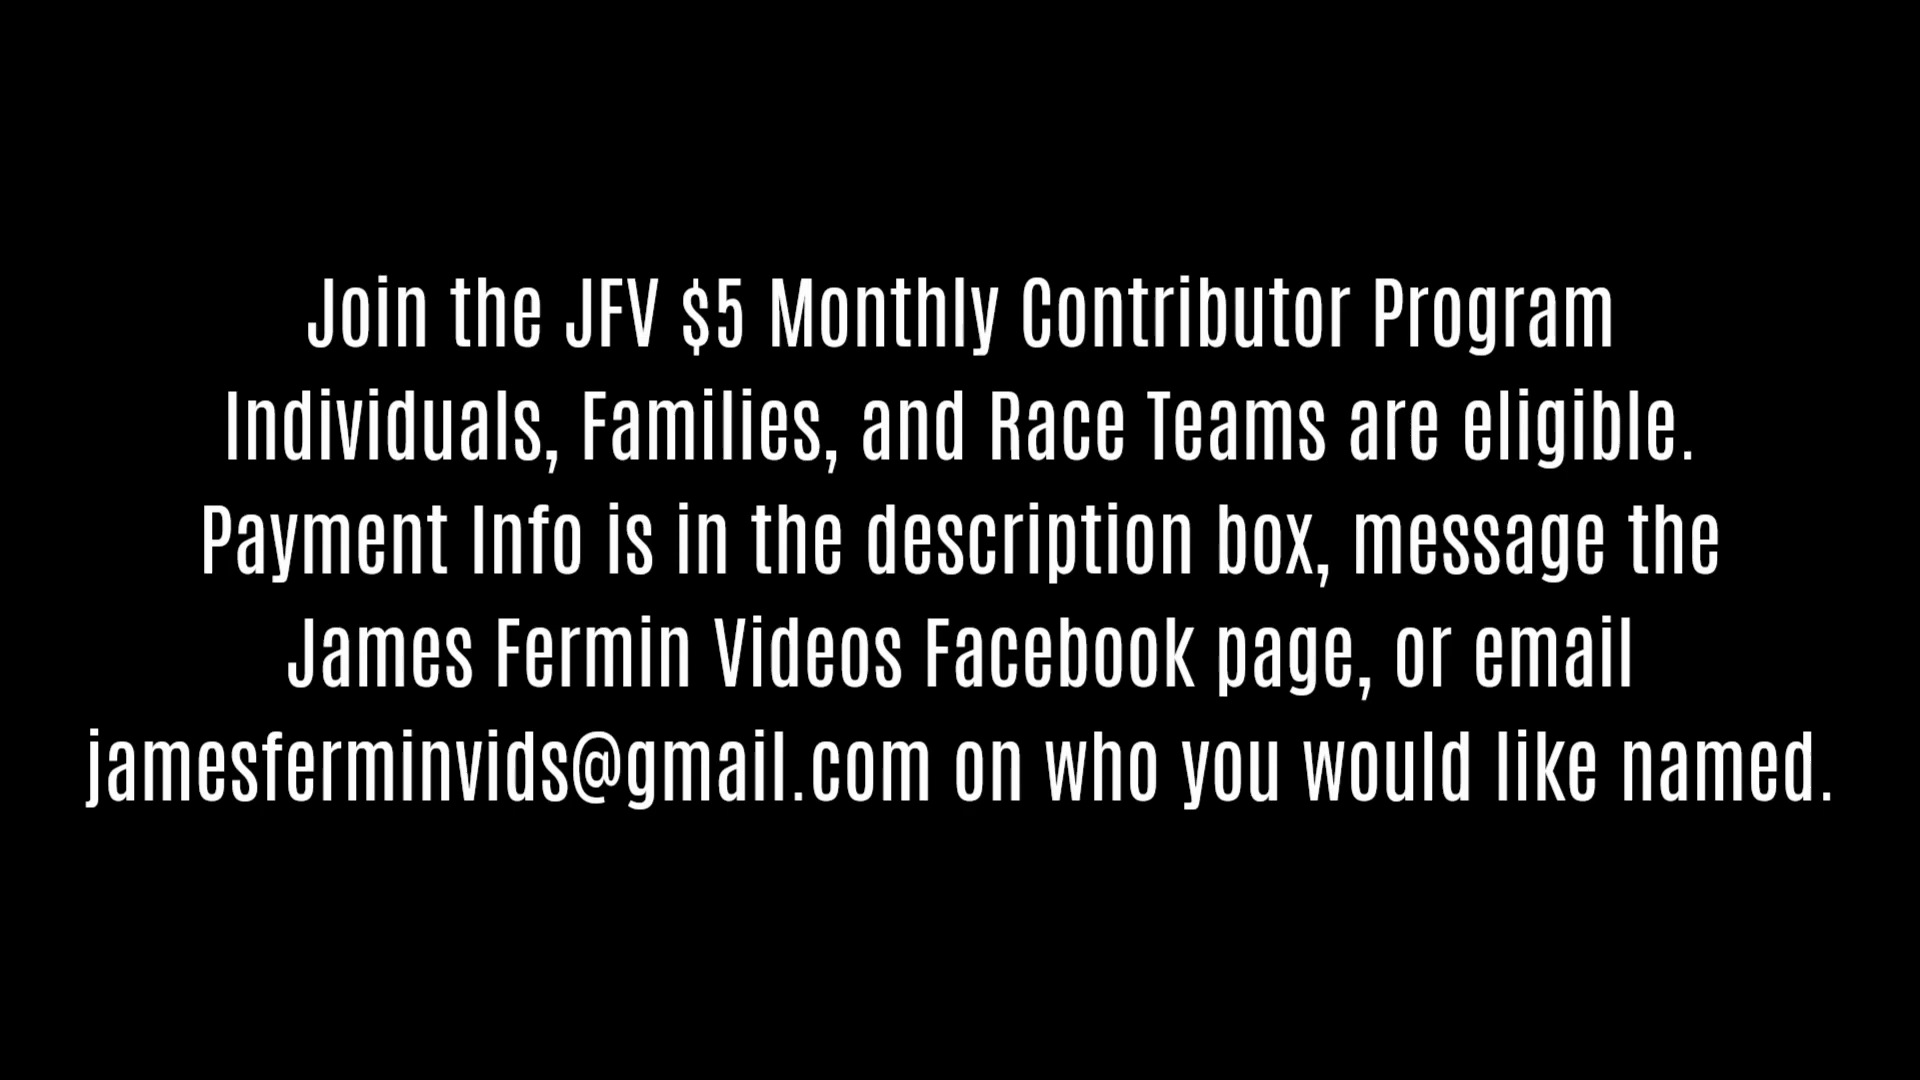 Join the JFV $5 Monthly Contributor Program
Individuals, Families, and Race Teams are eligible.
Payment Info is in the description box, message the
James Fermin Videos Facebook page, or email
jamesferminvids@gmail.com on who you would like named.